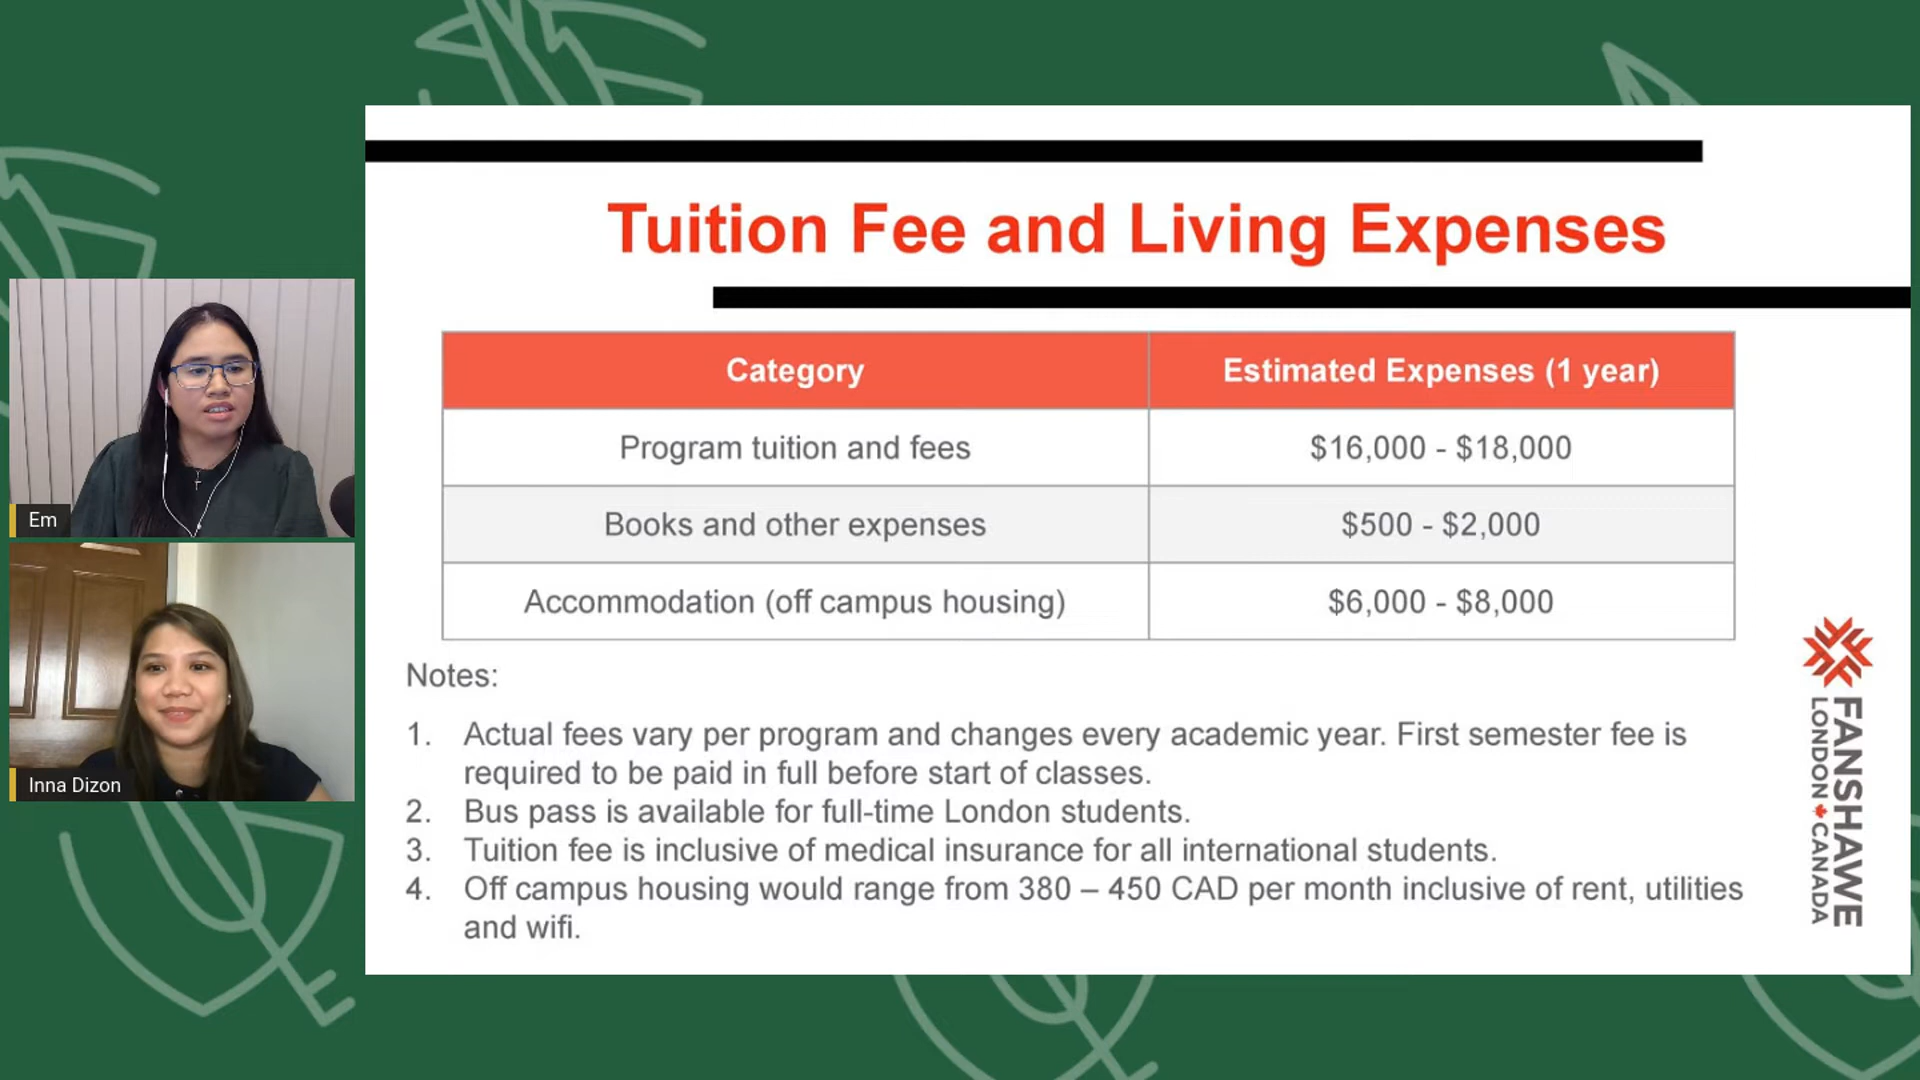 Tuition Fee and Living Expenses
Category
Estimated Expenses (1 year)
Program tuition and fees
$16,000 - $18,000
Books and other expenses
$500 - $2,000
Accommodation (off campus housing)
$6,000 - $8,000
Notes:
1. Actual fees vary per program and changes every academic year. First semester fee is
required to be paid in full before start of classes.
2. Bus pass is available for full-time London students.
3. Tuition fee is inclusive of medical insurance for all international students.
4. Off campus housing would range from 380 – 450 CAD per month inclusive of rent, utilities
and wifi.
FANSHAWE
LONDON CANADA
Em
Inna Dizon